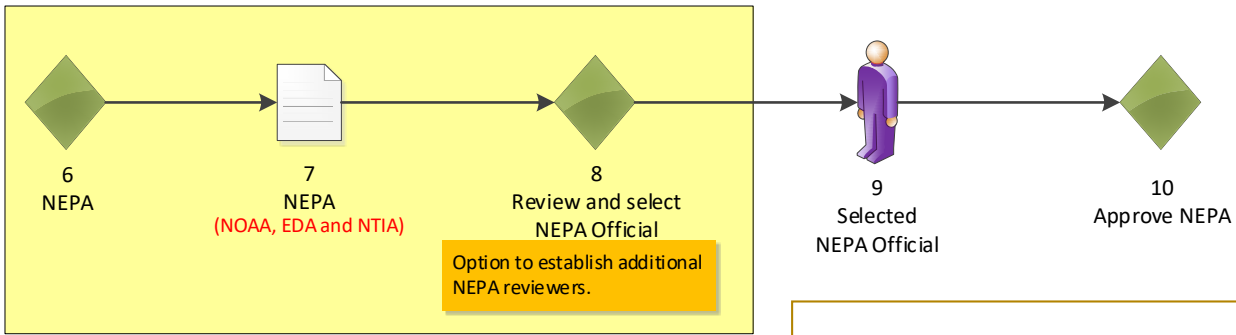 6
NEPA
7
NEPA
(NOAA, EDA and NTIA)
8
Review and select
NEPA Official
Option to establish additional
NEPA reviewers.
9
Selected
NEPA Official
10
Approve NEPA